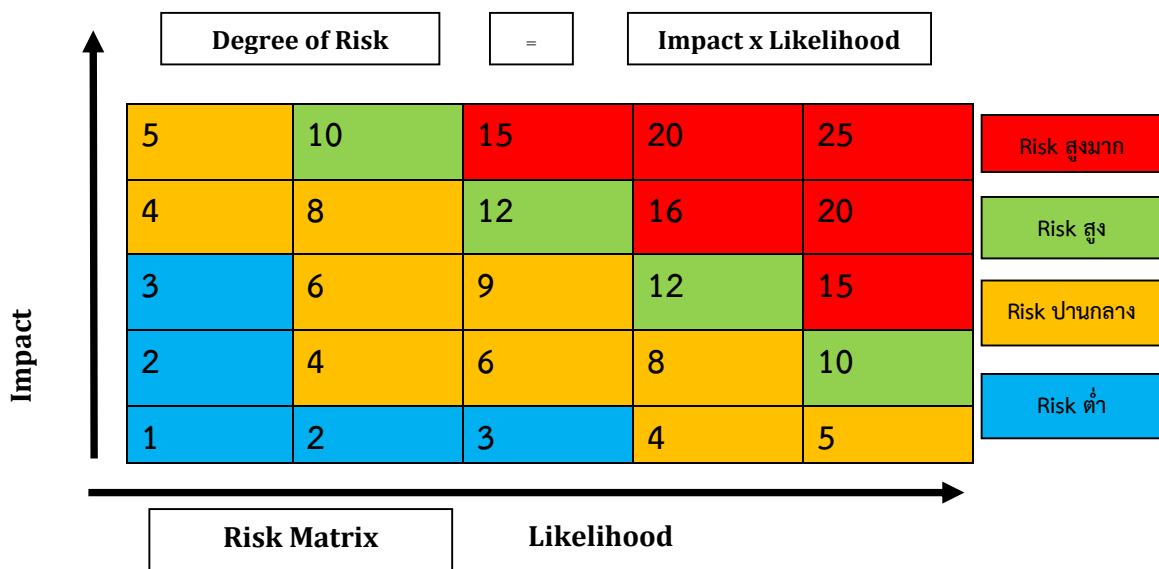 Degree of Risk = Impact x Likelihood
5 10 15 20 25
Risk สูงมาก
4 8 12 16 20
Risk สูง
3 6 9 12 15
Risk ปานกลาง
2 4 6 8 10
Risk ต่ำ
1 2 3 4 5
Impact
Risk Matrix Likelihood